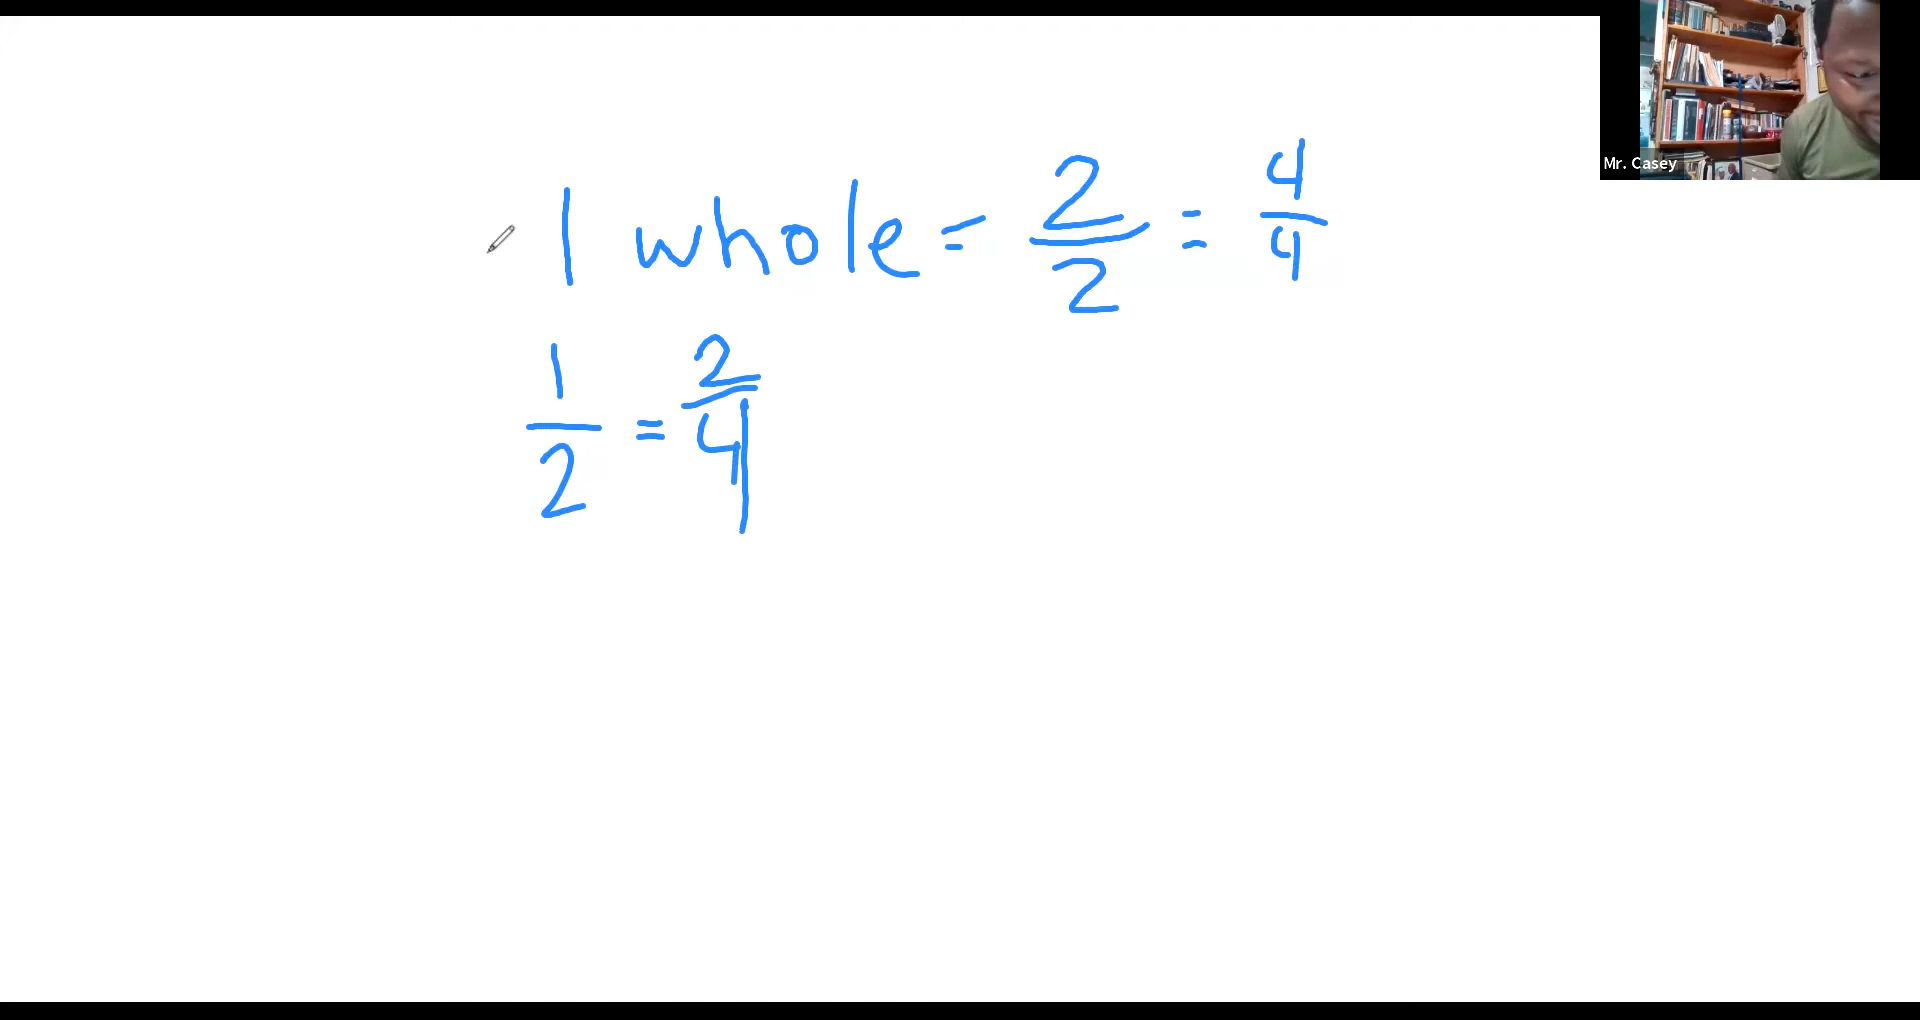 1 whole = 2/2 = 4/4
1/2 = 2/4
Mr. Casey